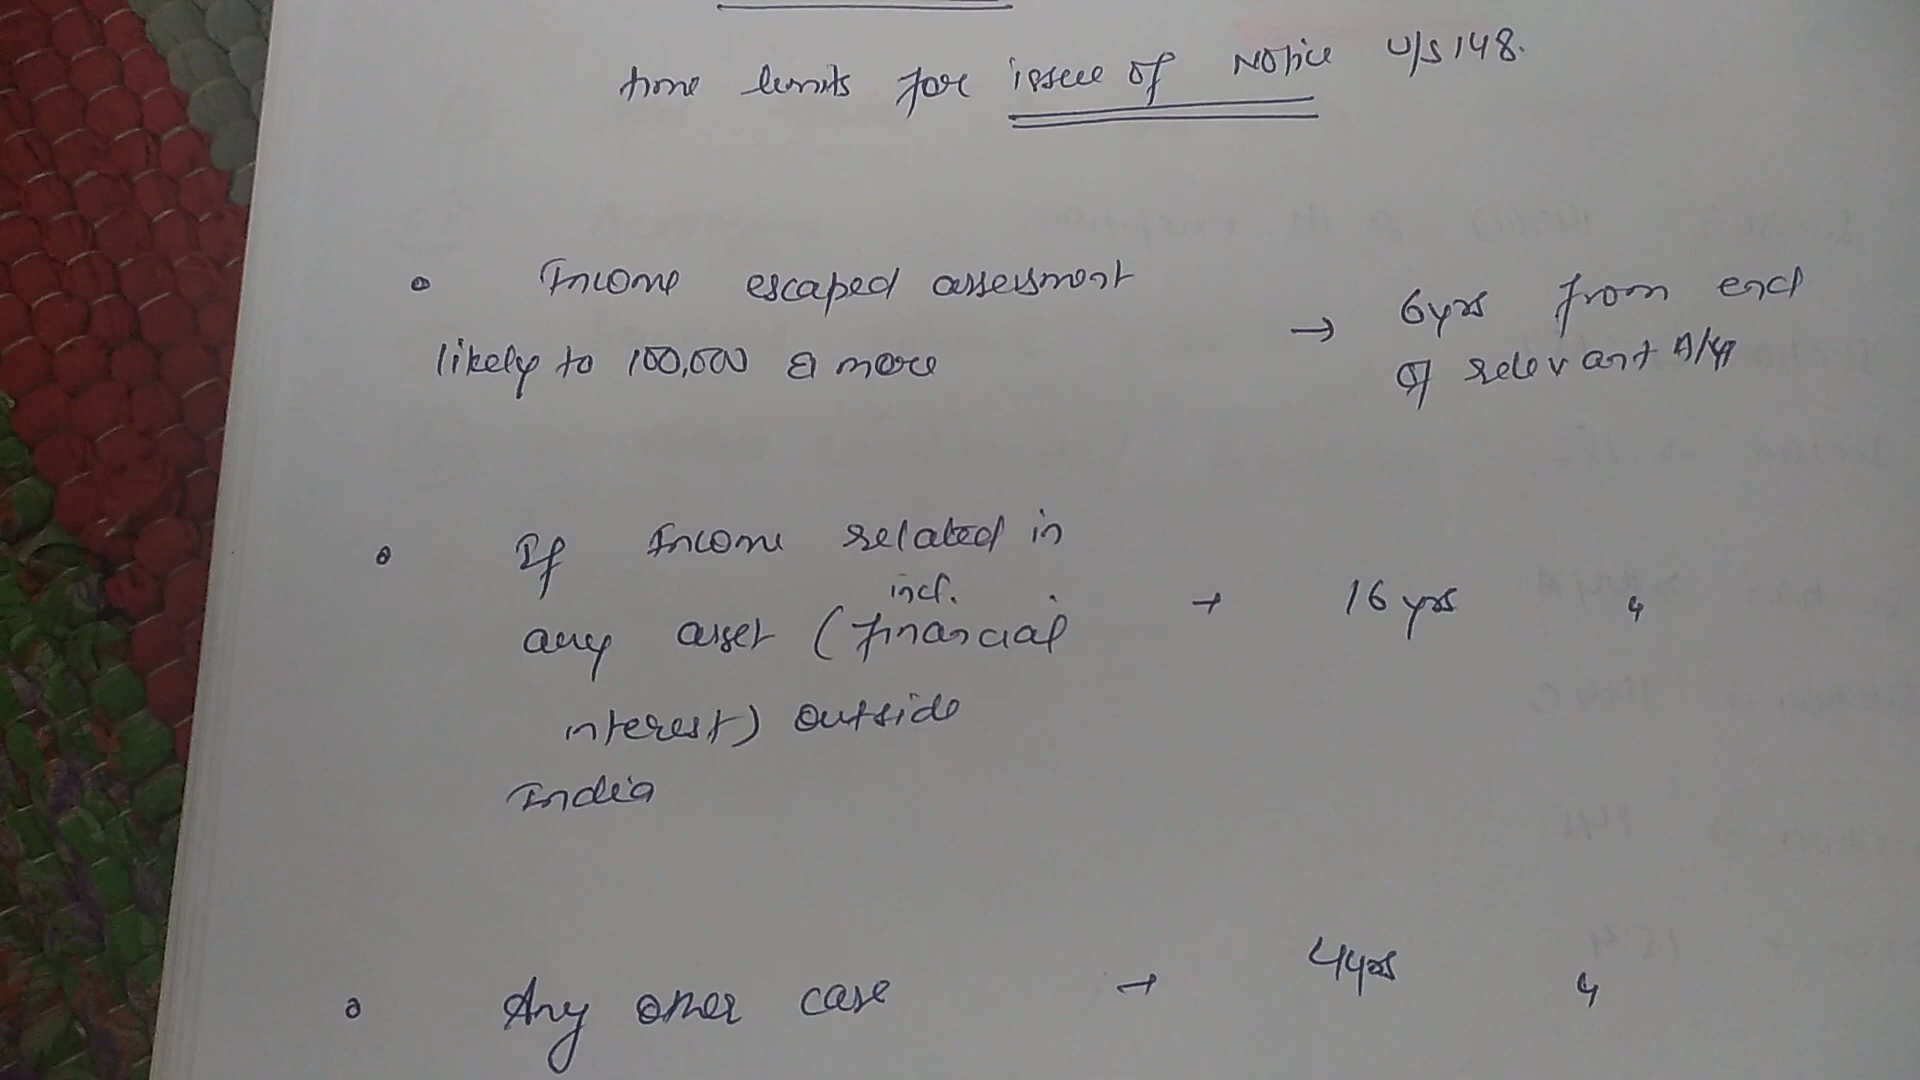 time limits for issue of Notice U/S 148.
Income escaped assessment
likely to 100,000 & more
→ 6yrs from end
of relevant A/Yr
If Income related in
any asset (incl. financial
interest) outside
India
→ 16 yrs "
Any other case → 4yrs "